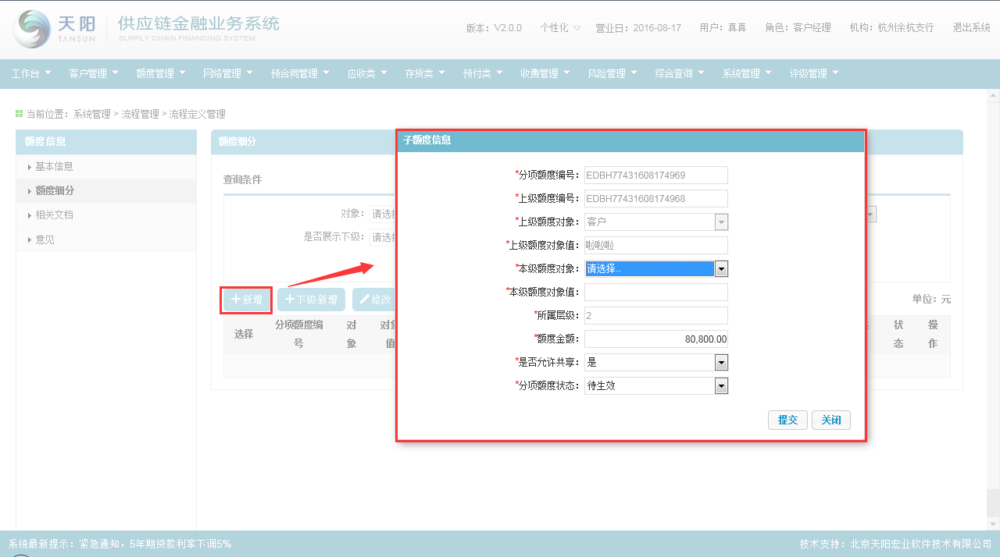 天阳
TANSUN
供应链金融业务系统
SUPPLY CHAIN FINANCING SYSTEM
版本：V2.0.0 个性化 营业日：2016-08-17 用户：真真 角色：客户经理 机构：杭州余杭支行 退出系统
工作台 客户管理 额度管理 网络管理 预合同管理 应收类 存货类 预付类 收费管理 风险管理 综合查询 系统管理 评级管理
当前位置：系统管理 > 流程管理 > 流程定义管理
额度信息
基本信息
额度细分
相关文档
意见
额度细分
查询条件
对象：请选
是否展示下级：请选
新增 下级新增 修改
单位：元
选择 分项额度编号 对象 对象值 状态 操作
子额度信息
*分项额度编号：EDBH77431608174969
*上级额度编号：EDBH77431608174968
*上级额度对象：客户
*上级额度对象值：啦啦啦
*本级额度对象：请选择..
*本级额度对象值：
*所属层级：2
*额度金额：80,800.00
*是否允许共享：是
*分项额度状态：待生效
提交 关闭
系统最新提示：紧急通知，5年期贷款利率下调5%
技术支持：北京天阳宏业软件技术有限公司